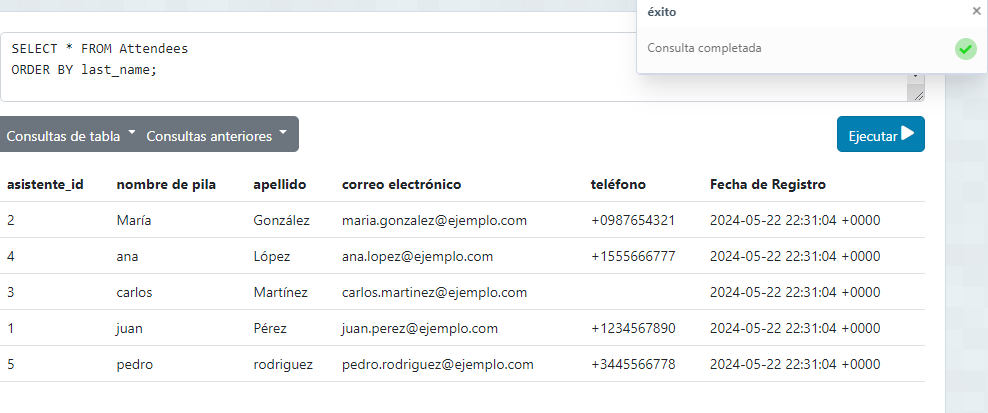 éxito ×
Consulta completada
SELECT * FROM Attendees
ORDER BY last_name;
Consultas de tabla Consultas anteriores Ejecutar
asistente_id nombre de pila apellido correo electrónico teléfono Fecha de Registro
2 María González maria.gonzalez@ejemplo.com +0987654321 2024-05-22 22:31:04 +0000
4 ana López ana.lopez@ejemplo.com +1555666777 2024-05-22 22:31:04 +0000
3 carlos Martínez carlos.martinez@ejemplo.com 2024-05-22 22:31:04 +0000
1 juan Pérez juan.perez@ejemplo.com +1234567890 2024-05-22 22:31:04 +0000
5 pedro rodriguez pedro.rodriguez@ejemplo.com +3445566778 2024-05-22 22:31:04 +0000